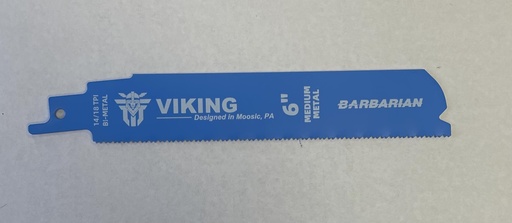 14/18 TPI
BI-METAL
VIKING
Designed in Moosic, PA
6"
MEDIUM
METAL
BARBARIAN